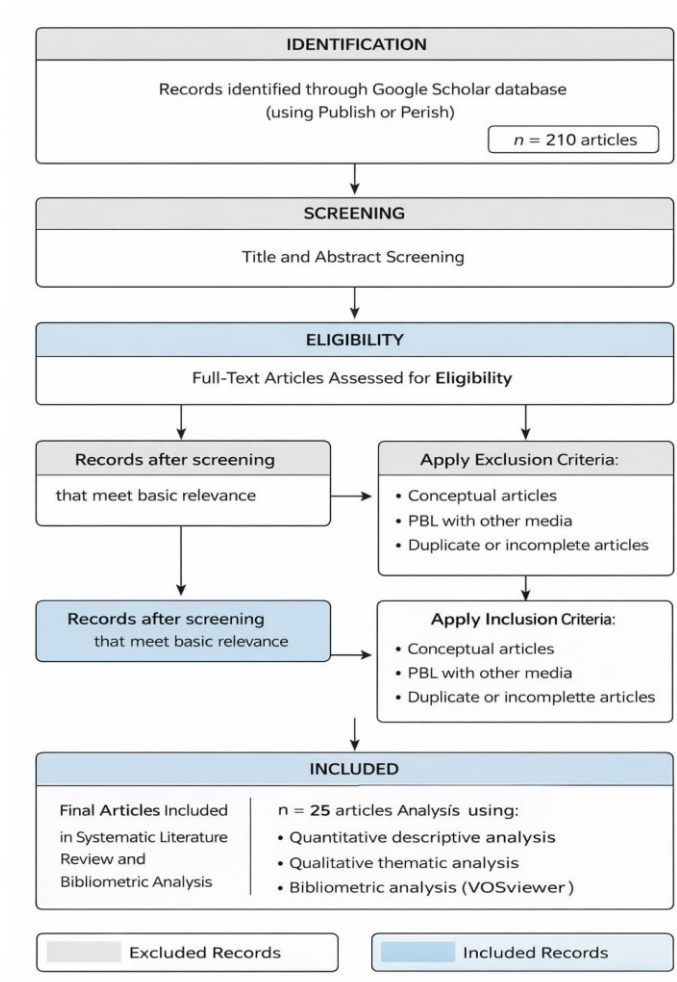 IDENTIFICATION
Records identified through Google Scholar database
(using Publish or Perish)
n = 210 articles
SCREENING
Title and Abstract Screening
ELIGIBILITY
Full-Text Articles Assessed for Eligibility
Records after screening
that meet basic relevance
Apply Exclusion Criteria:
• Conceptual articles
• PBL with other media
• Duplicate or incomplete articles
Records after screening
that meet basic relevance
Apply Inclusion Criteria:
• Conceptual articles
• PBL with other media
• Duplicate or incomplettte articles
INCLUDED
Final Articles Included
in Systematic Literature
Review and
Bibliometric Analysis
n = 25 articles Analysis using:
• Quantitative descriptive analysis
• Qualitative thematic analysis
• Bibliometric analysis (VOSviewer)
Excluded Records
Included Records